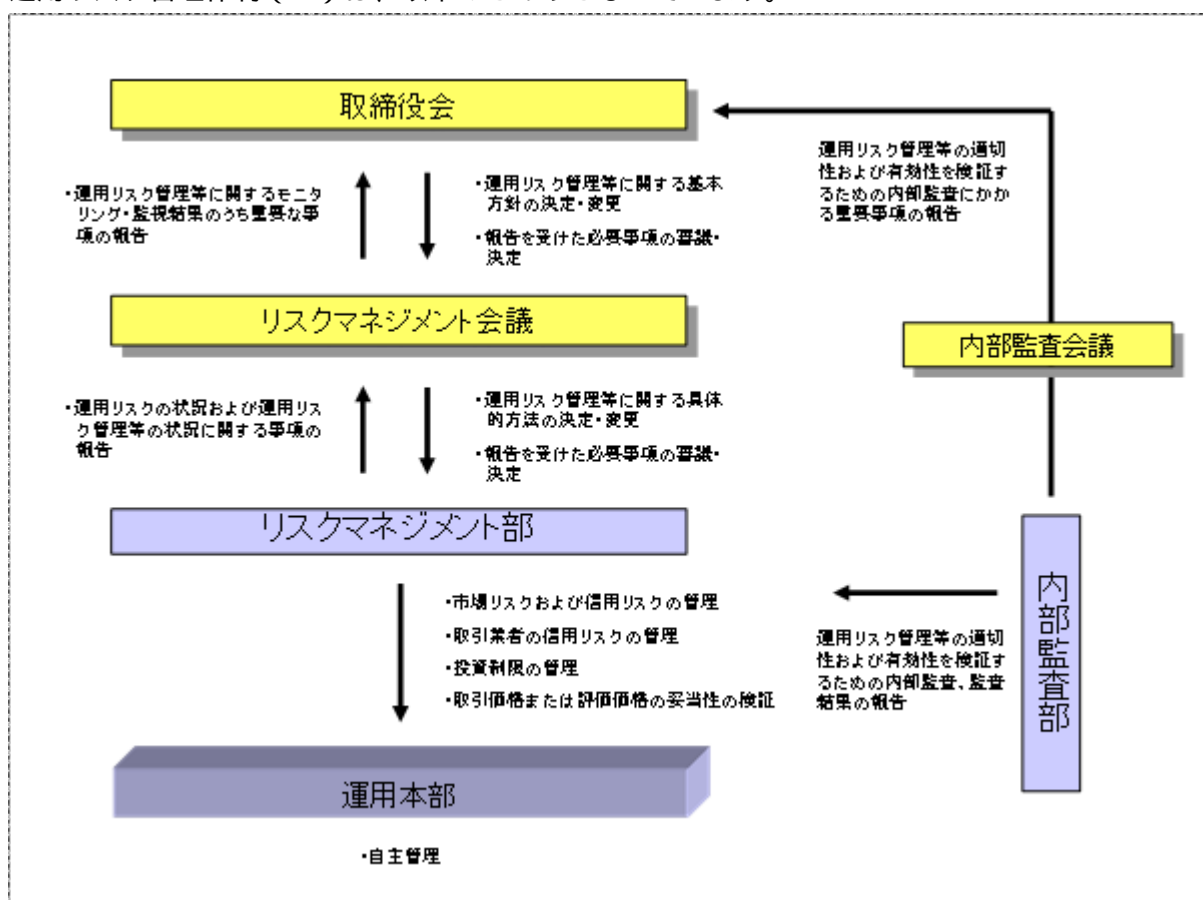 取締役会
・運用リスク管理等に関するモニタ
リング・監視結果のうち重要な事
項の報告
・運用リスク管理等に関する基本
方針の決定・変更
・報告を受けた必要事項の審議・
決定
運用リスク管理等の適切
性および有効性を検証す
るための内部監査にかか
る重要事項の報告
リスクマネジメント会議
内部監査会議
・運用リスクの状況および運用リス
ク管理等の状況に関する事項の
報告
・運用リスク管理等に関する具体
的方法の決定・変更
・報告を受けた必要事項の審議・
決定
リスクマネジメント部
・市場リスクおよび信用リスクの管理
・取引業者の信用リスクの管理
・投資制限の管理
・取引価格または評価価格の妥当性の検証
運用リスク管理等の適切
性および有効性を検証す
るための内部監査、監査
結果の報告
内部監査部
運用本部
・自主管理